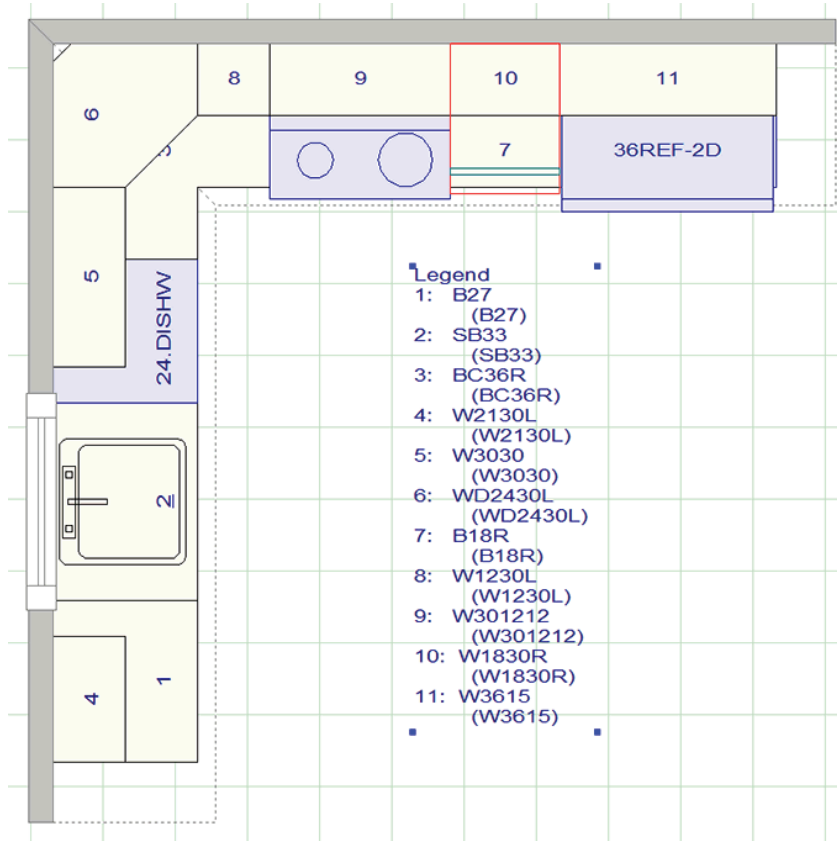 8
9
10
11
6
3
7
36REF-2D
5
24.DISHW
2
4
1
Legend
1: B27
(B27)
2: SB33
(SB33)
3: BC36R
(BC36R)
4: W2130L
(W2130L)
5: W3030
(W3030)
6: WD2430L
(WD2430L)
7: B18R
(B18R)
8: W1230L
(W1230L)
9: W301212
(W301212)
10: W1830R
(W1830R)
11: W3615
(W3615)